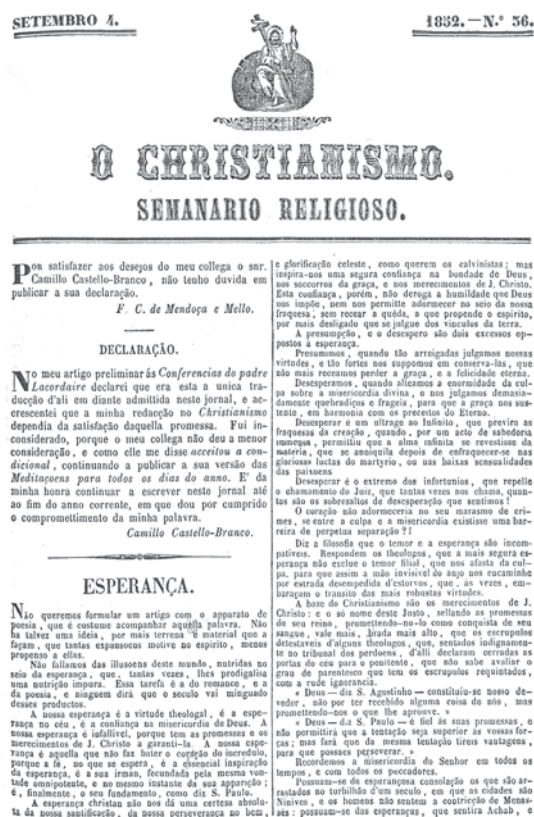 SETEMBRO 4.
1852.—N.º 36.
O CHRISTIANISMO.
SEMANARIO RELIGIOSO.
Por satisfazer aos desejos do meu collega o snr.
Camillo Castello-Branco, não tenho duvida em
publicar a sua declaração.
F. C. de Mendoça e Mello.
DECLARAÇÃO.
No meu artigo preliminar ás Conferencias do padre
Lacordaire declarei que era esta a unica tra-
ducção d'ali em diante admittida neste jornal, e ac-
crescentei que a minha redacção no Christianismo
dependia da satisfação daquella promessa. Fui in-
considerado, porque o meu collega não deu a menor
consideração, e como elle me disse acceitou a con-
dicional, continuando a publicar a sua versão das
Meditaçoens para todos os dias do anno. E' da
minha honra continuar a escrever neste jornal até
ao fim do anno corrente, em que dou por cumprido
o compromettimento da minha palavra.
Camillo Castello-Branco.
ESPERANÇA.
Não queremos formular um artigo com o apparato de
poesia, que é costume acompanhar aquella palavra. Não
ha talvez uma ideia, por mais terrena e material que a
façam, que tantas expansoens motive no espirito, menos
propenso a ellas.
Não fallamos das illusoens deste mundo, nutridas no
seio da esperança, que, tantas vezes, lhes prodigalisa
uma nutrição impura. Essa tarefa é a do romance, e a
da poesia, e ninguem dirá que o seculo vai minguado
desses productos.
A nossa esperança é a virtude theologal, é a espe-
rança no céu, é a confiança na misericordia de Deus. A
nossa esperança é infallivel, porque tem as promessas e os
merecimentos de J. Christo a garanti-la. A nossa espe-
rança é aquella que não faz bater o coração do incredulo,
porque a fé, no que se espera, é a essencial inspiração
da esperança, é a sua irman, fecundada pela mesma von-
tade omnipotente, e no mesmo instante da sua apparição;
é, finalmente, o seu fundamento, como diz S. Paulo.
A esperança christan não nos dá uma certesa absolu-
ta da nossa santificação, da nossa perseverança no bem,
e glorificação celeste, como querem os calvinistas; mas
inspira-nos uma segura confiança na bondade de Deus,
nos soccorros da graça, e nos merecimentos de J. Christo.
Esta confiança, porém, não deroga a humildade que Deus
nos impõe, nem nos permitte adormecer no seio da nossa
fraquesa, sem recear a quéda, a que propende o espirito,
por mais desligado que se julgue dos vinculos da terra.
A presumpção, e o desespero são dois excessos op-
postos á esperança.
Presumimos, quando tão arreigadas julgamos nossas
virtudes, e tão fortes nos suppomos em conserva-las, que
não mais receamos perder a graça, e a felicidade eterna.
Desesperamos, quando alteamos a enormidade da cul-
pa sobre a misericordia divina, e nos julgamos demasia-
damente quebradiços e frageis, para que a graça nos sus-
tente, em harmonia com os preceitos do Eterno.
Desesperar é um ultrage ao Infinito, que previra as
fraquesas da creação, quando, por um acto de sabedoria
immensa, permittiu que a alma infinita se revestisse da
materia, que se aniquila depois de enfraquecer-se nas
gloriosas luctas do martyrio, ou nas baixas sensualidades
das paixoens
Desesperar é o extremo dos infortunios, que repelle
o chamamento do Juiz, que tantas vezes nos chama, quan-
tos são os sobresaltos de desesperação que sentimos!
O coração não adormeceria no seu marasmo de cri-
mes, se entre a culpa e a misericordia existisse uma bar-
reira de perpetua separação?!
Diz a filosofia que o temor e a esperança são incom-
pativeis. Respondem os theologos, que a mais segura es-
perança não exclue o temor filial, que nos afasta da cul-
pa, para que assim a mão invisivel do anjo nos encaminhe
por estrada desempedida d'estorvos, que, ás vezes, em-
baraçam o transito das mais robustas virtudes.
A base do Christianismo são os merecimentos de J.
Christo: e o só nome deste Justo, sellando as promessas
do seu reino, promettendo-no-lo como conquista de seu
sangue, vale mais, brada mais alto, que os escrupulos
detestaveis d'alguns theologos, que, sentados indignamen-
te no tribunal dos perdoens, d'alli declaram cerradas as
portas do céu para o penitente, que não sabe avaliar o
grau de parentesco que tem os escrupulos requintados,
com a rude ignorancia.
« Deus — diz S. Agostinho — constituiu-se nosso de-
vedor, não por ter recebido alguma coisa de nós, mas
promettendo-nos o que lhe aprouve. »
« Deus — diz S. Paulo — é fiel ás suas promessas, e
não permittirá que a tentação seja superior ás vossas for-
ças; mas fará que da mesma tentação tireis vantagens,
para que possaes perseverar. »
Recordemos a misericordia do Senhor em todos os
tempos, e com todos os peccadores.
Possuam-se de esperançosa consolação os que são ar-
rastados no turbilhão d'um seculo, em que as cidades são
Ninives, e os homens não sentem a contricção de Menas-
sés: possuam-se das esperanças, que sentira Achab, e